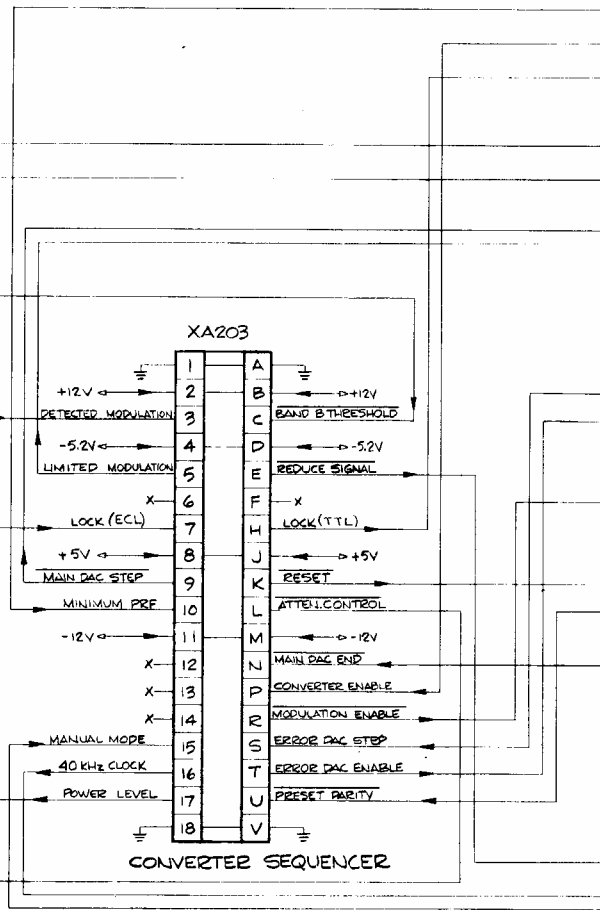 XA203
1 A
+12V 2 B +12V
DETECTED MODULATION 3 C BAND B THRESHOLD
-5.2V 4 D -5.2V
LIMITED MODULATION 5 E REDUCE SIGNAL
X 6 F X
LOCK (ECL) 7 H LOCK (TTL)
+5V 8 J +5V
MAIN DAC STEP 9 K RESET
MINIMUM PRF 10 L ATTEN. CONTROL
-12V 11 M -12V
X 12 N MAIN DAC END
X 13 P CONVERTER ENABLE
X 14 R MODULATION ENABLE
MANUAL MODE 15 S ERROR DAC STEP
40 KHz CLOCK 16 T ERROR DAC ENABLE
POWER LEVEL 17 U PRESET PARITY
18 V
CONVERTER SEQUENCER